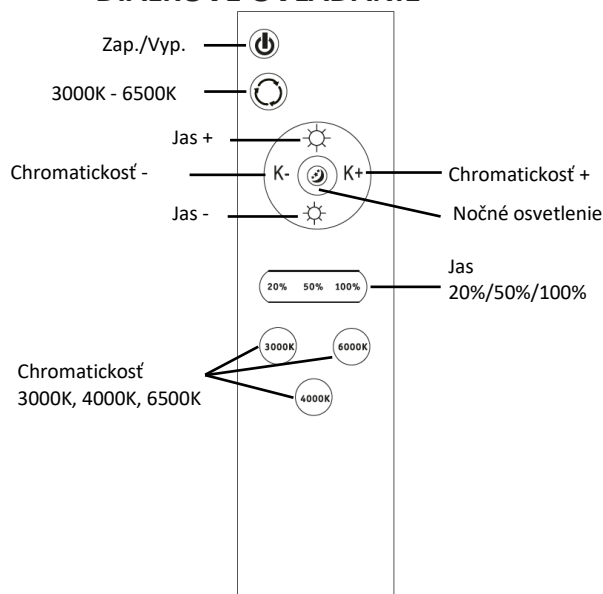 DIAĽKOVÉ OVLÁDANIE
Zap./Vyp.
3000K - 6500K
Jas +
Chromatickosť -
K-
K+
Chromatickosť +
Jas -
Nočné osvetlenie
20% 50% 100%
Jas
20%/50%/100%
3000K
6000K
Chromatickosť
3000K, 4000K, 6500K
4000K